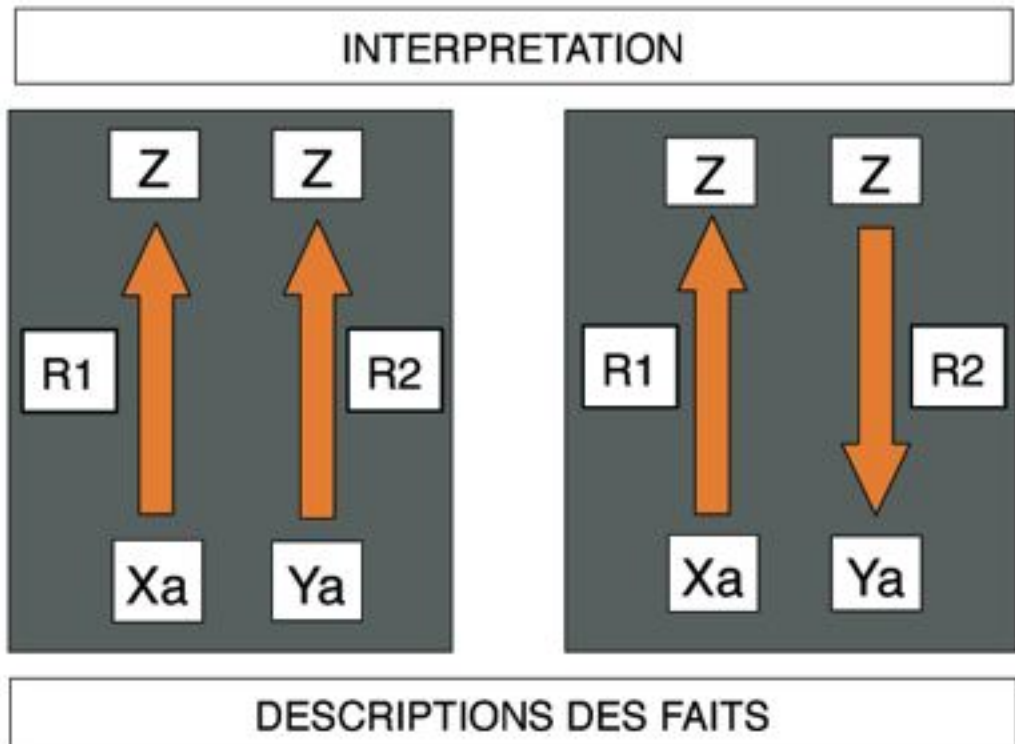 INTERPRETATION
Z Z
R1 R2
Xa Ya
Z Z
R1 R2
Xa Ya
DESCRIPTIONS DES FAITS